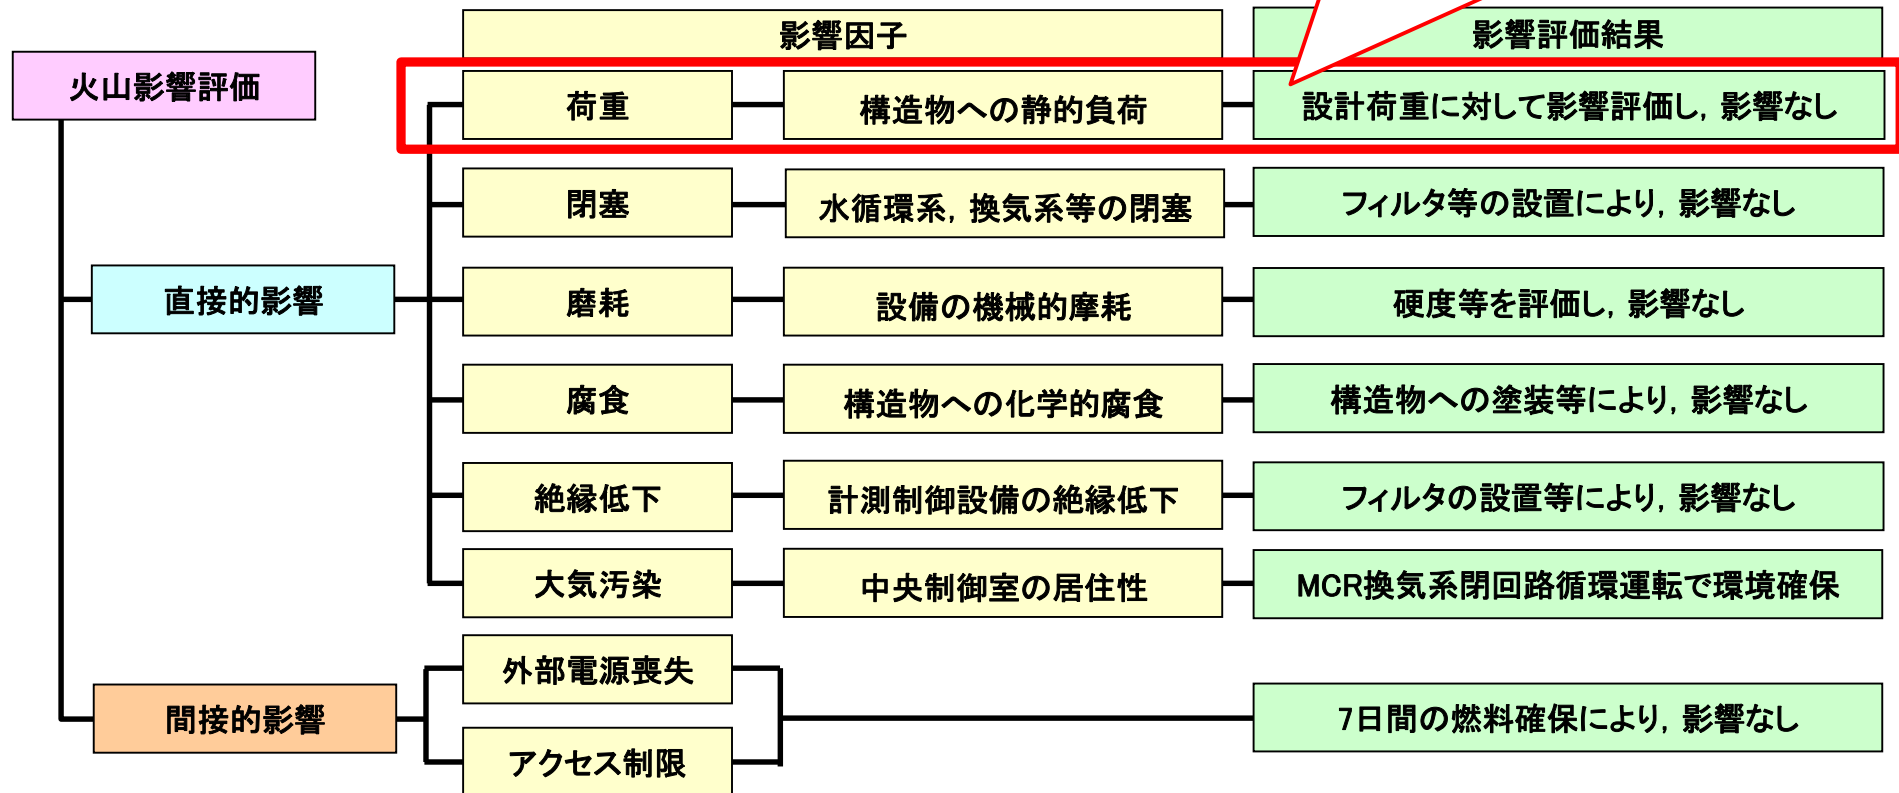 影響因子
影響評価結果
火山影響評価
荷重
構造物への静的負荷
設計荷重に対して影響評価し，影響なし
閉塞
水循環系，換気系等の閉塞
フィルタ等の設置により，影響なし
直接的影響
磨耗
設備の機械的摩耗
硬度等を評価し，影響なし
腐食
構造物への化学的腐食
構造物への塗装等により，影響なし
絶縁低下
計測制御設備の絶縁低下
フィルタの設置等により，影響なし
大気汚染
中央制御室の居住性
MCR換気系閉回路循環運転で環境確保
外部電源喪失
間接的影響
7日間の燃料確保により，影響なし
アクセス制限